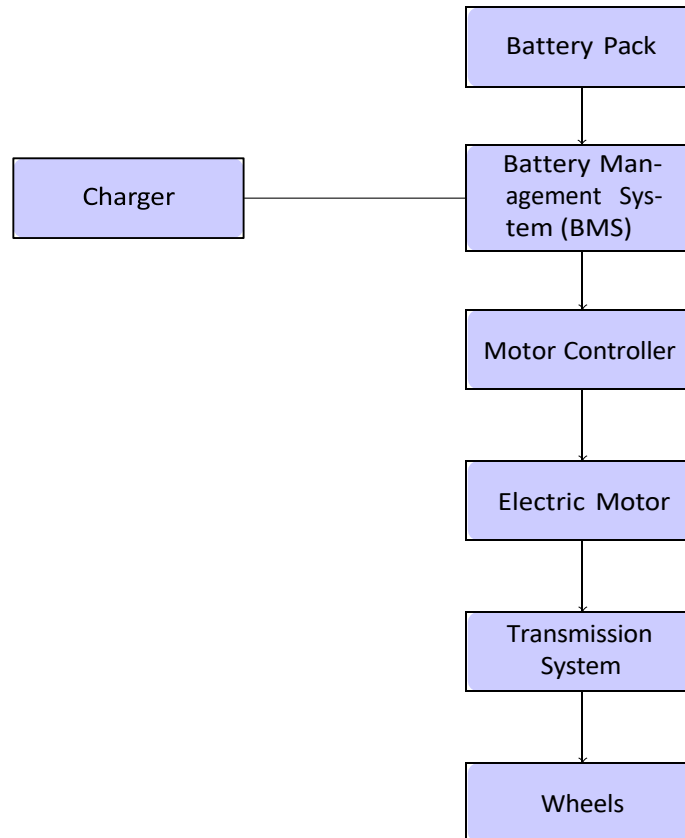 Battery Pack
Charger
Battery Man-
agement Sys-
tem (BMS)
Motor Controller
Electric Motor
Transmission
System
Wheels